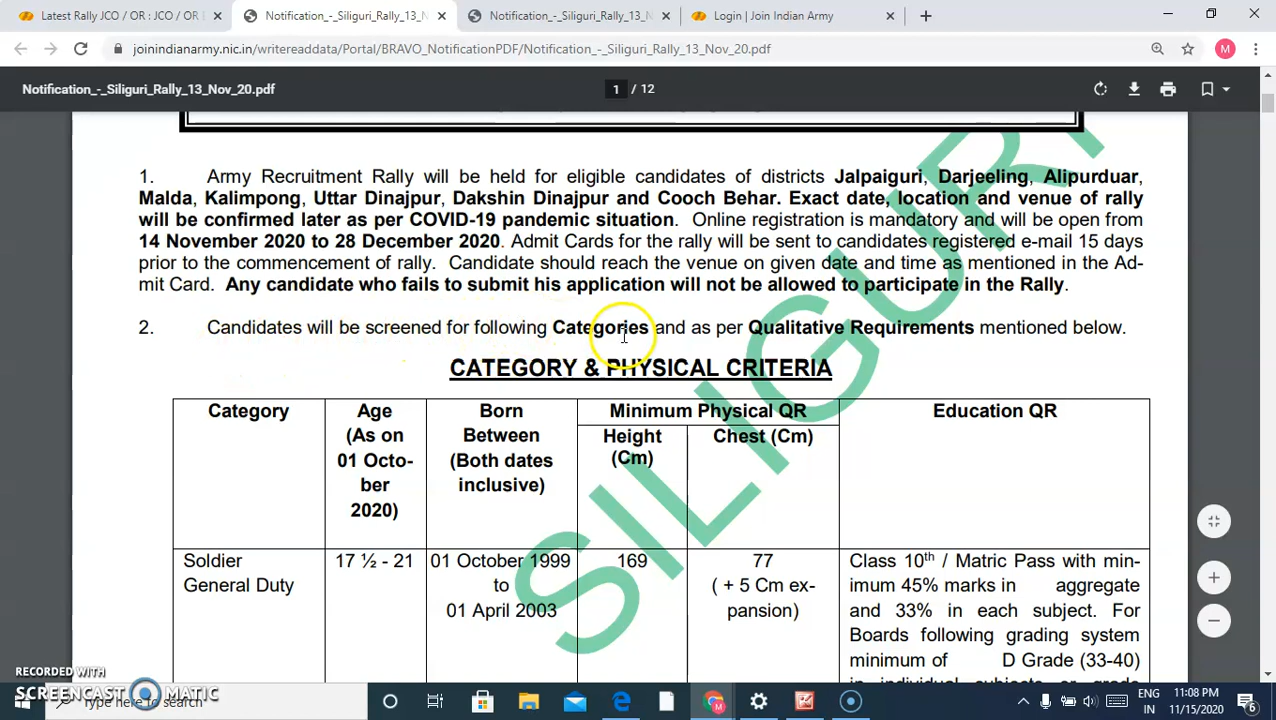 Latest Rally JCO / OR : JCO / OR
Notification_-_Siliguri_Rally_13_N
Notification_-_Siliguri_Rally_13_N
Login | Join Indian Army
joinindianarmy.nic.in/writereaddata/Portal/BRAVO_NotificationPDF/Notification_-_Siliguri_Rally_13_Nov_20.pdf
M
Notification_-_Siliguri_Rally_13_Nov_20.pdf
1 / 12
1. Army Recruitment Rally will be held for eligible candidates of districts Jalpaiguri, Darjeeling, Alipurduar,
Malda, Kalimpong, Uttar Dinajpur, Dakshin Dinajpur and Cooch Behar. Exact date, location and venue of rally
will be confirmed later as per COVID-19 pandemic situation. Online registration is mandatory and will be open from
14 November 2020 to 28 December 2020. Admit Cards for the rally will be sent to candidates registered e-mail 15 days
prior to the commencement of rally. Candidate should reach the venue on given date and time as mentioned in the Ad-
mit Card. Any candidate who fails to submit his application will not be allowed to participate in the Rally.
2. Candidates will be screened for following Categories and as per Qualitative Requirements mentioned below.
CATEGORY & PHYSICAL CRITERIA
Category
Age
(As on
01 Octo-
ber
2020)
Born
Between
(Both dates
inclusive)
Minimum Physical QR
Height
(Cm)
Chest (Cm)
Education QR
Soldier
General Duty
17 ½ - 21
01 October 1999
to
01 April 2003
169
77
( + 5 Cm ex-
pansion)
Class 10th / Matric Pass with min-
imum 45% marks in aggregate
and 33% in each subject. For
Boards following grading system
minimum of D Grade (33-40)
SILIGURI
RECORDED WITH
SCREENCAST MATIC
Type here to search
M
ENG
IN
11:08 PM
11/15/2020
6